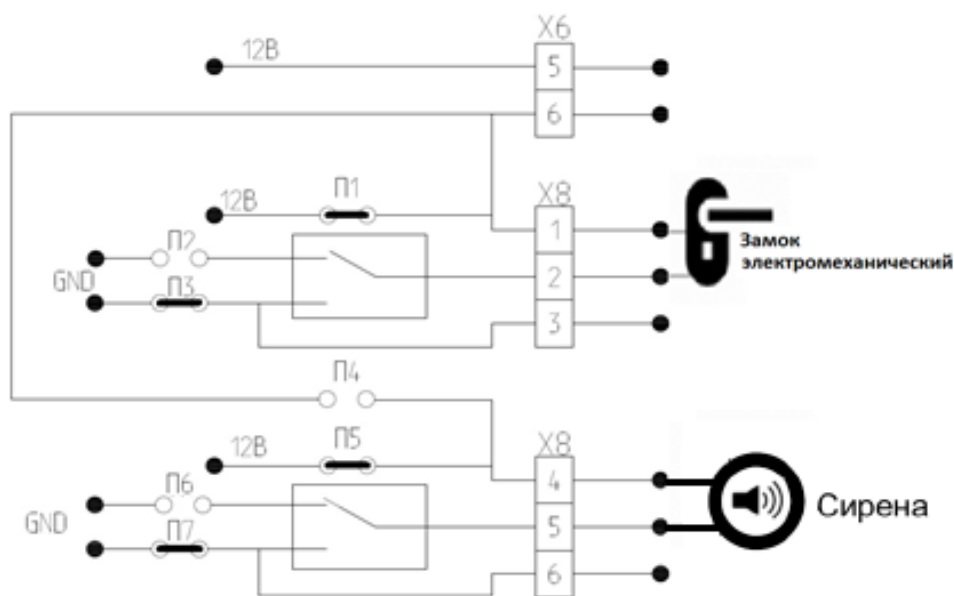 X6
12В
5
6
П1
X8
12В
П2
1
Замок
электромеханический
GND
П3
2
3
П4
П5
X8
12В
П6
4
GND
П7
5
Сирена
6